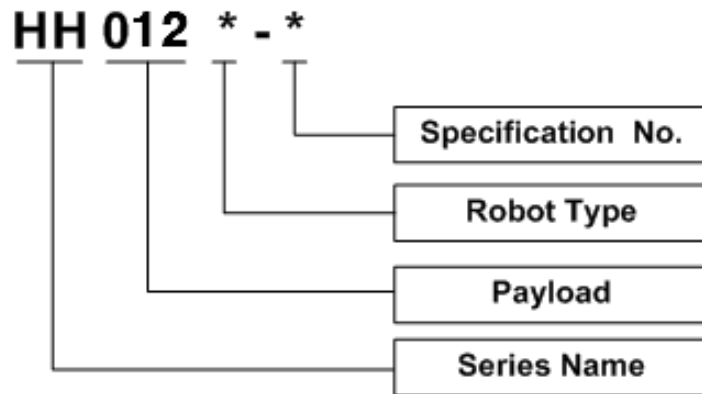 HH 012 * - *
Specification No.
Robot Type
Payload
Series Name